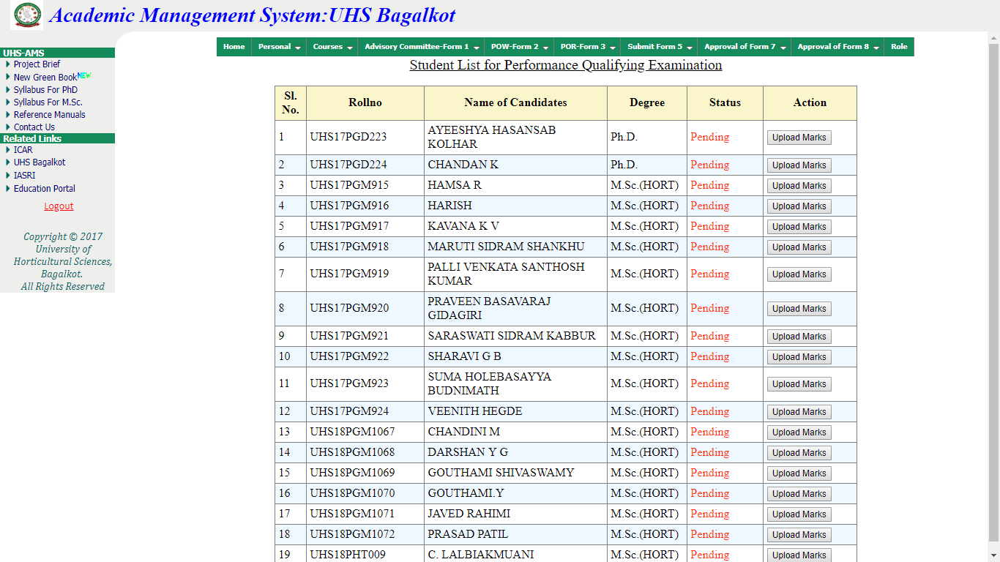 Academic Management System:UHS Bagalkot
UHS-AMS
Project Brief
New Green Book NEW
Syllabus For PhD
Syllabus For M.Sc.
Reference Manuals
Contact Us
Related Links
ICAR
UHS Bagalkot
IASRI
Education Portal
Logout
Copyright © 2017
University of
Horticultural Sciences,
Bagalkot.
All Rights Reserved
Home Personal Courses Advisory Committee-Form 1 POW-Form 2 POR-Form 3 Submit Form 5 Approval of Form 7 Approval of Form 8 Role
Student List for Performance Qualifying Examination
Sl. No. Rollno Name of Candidates Degree Status Action
1 UHS17PGD223 AYEESHYA HASANSAB KOLHAR Ph.D. Pending Upload Marks
2 UHS17PGD224 CHANDAN K Ph.D. Pending Upload Marks
3 UHS17PGM915 HAMSA R M.Sc.(HORT) Pending Upload Marks
4 UHS17PGM916 HARISH M.Sc.(HORT) Pending Upload Marks
5 UHS17PGM917 KAVANA K V M.Sc.(HORT) Pending Upload Marks
6 UHS17PGM918 MARUTI SIDRAM SHANKHU M.Sc.(HORT) Pending Upload Marks
7 UHS17PGM919 PALLI VENKATA SANTHOSH KUMAR M.Sc.(HORT) Pending Upload Marks
8 UHS17PGM920 PRAVEEN BASAVARAJ GIDAGIRI M.Sc.(HORT) Pending Upload Marks
9 UHS17PGM921 SARASWATI SIDRAM KABBUR M.Sc.(HORT) Pending Upload Marks
10 UHS17PGM922 SHARAVI G B M.Sc.(HORT) Pending Upload Marks
11 UHS17PGM923 SUMA HOLEBASAYYA BUDNIMATH M.Sc.(HORT) Pending Upload Marks
12 UHS17PGM924 VEENITH HEGDE M.Sc.(HORT) Pending Upload Marks
13 UHS18PGM1067 CHANDINI M M.Sc.(HORT) Pending Upload Marks
14 UHS18PGM1068 DARSHAN Y G M.Sc.(HORT) Pending Upload Marks
15 UHS18PGM1069 GOUTHAMI SHIVASWAMY M.Sc.(HORT) Pending Upload Marks
16 UHS18PGM1070 GOUTHAMI.Y M.Sc.(HORT) Pending Upload Marks
17 UHS18PGM1071 JAVED RAHIMI M.Sc.(HORT) Pending Upload Marks
18 UHS18PGM1072 PRASAD PATIL M.Sc.(HORT) Pending Upload Marks
19 UHS18PHT009 C. LALBIAKMUANI M.Sc.(HORT) Pending Upload Marks